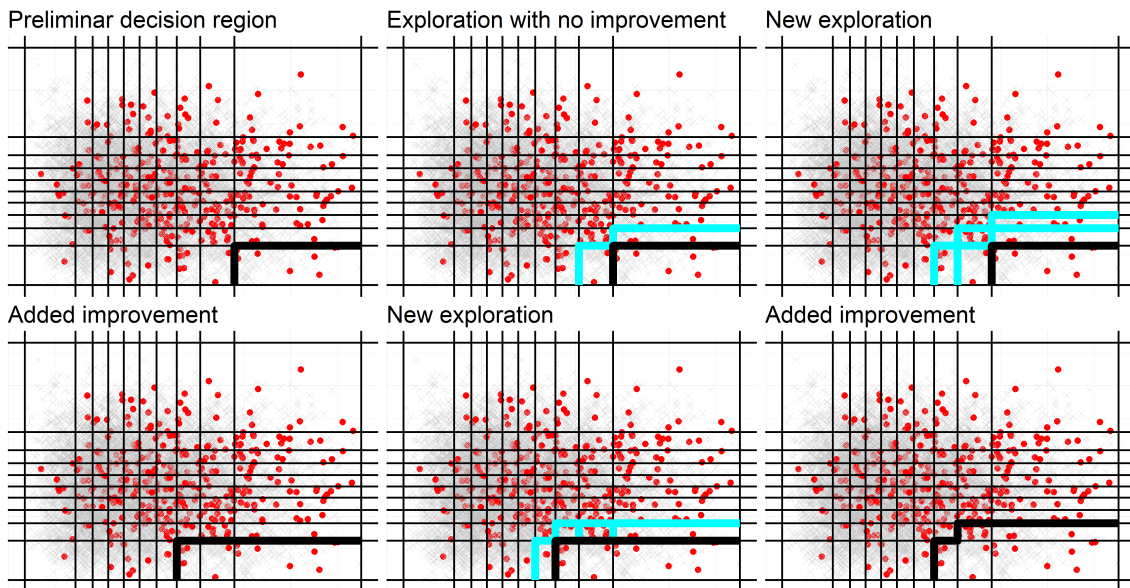 Preliminar decision region
Exploration with no improvement
New exploration
Added improvement
New exploration
Added improvement